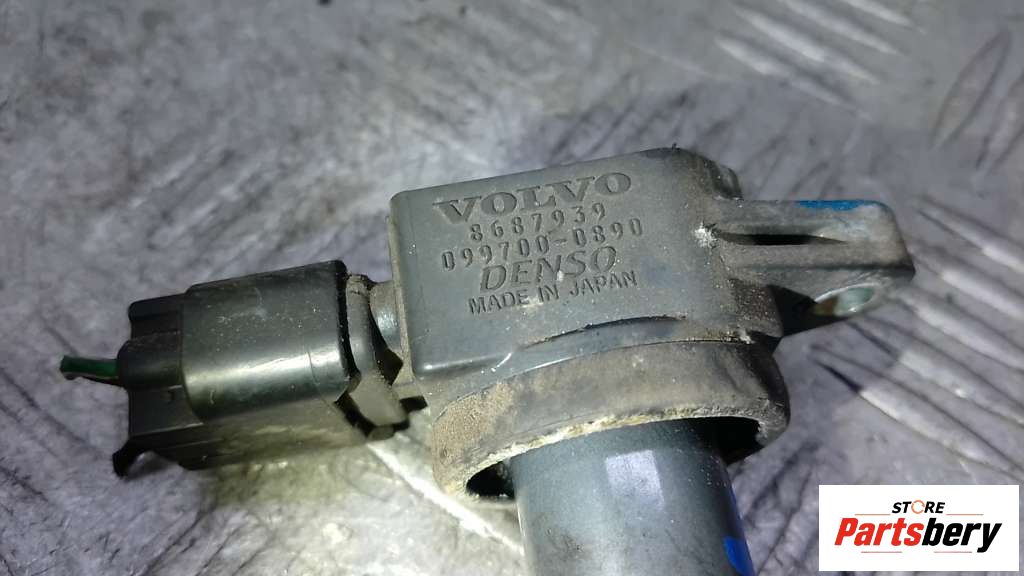 VOLVO
8687939
099700-0890
DENSO
MADE IN JAPAN
STORE
Partsbery